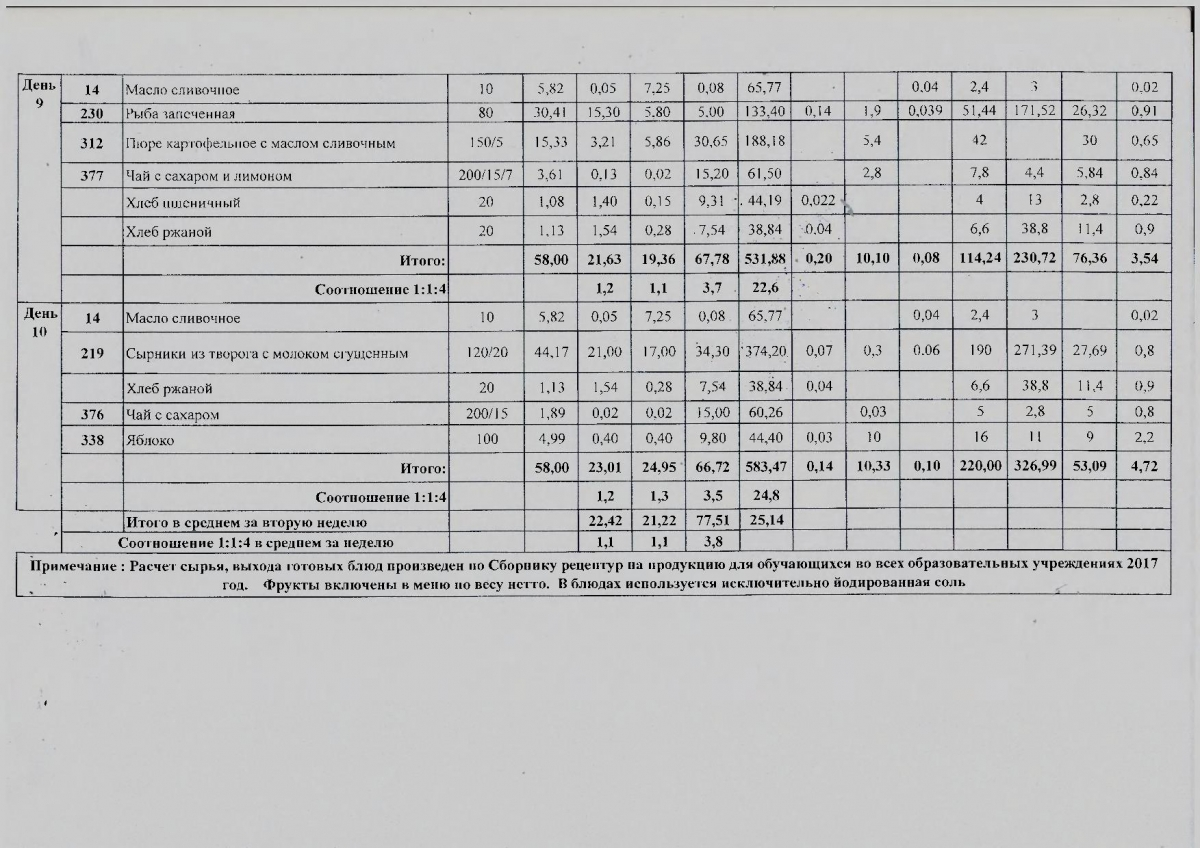 День 14 Масло сливочное 10 5,82 0,05 7,25 0,08 65,77 0,04 2,4 3 0,02
9
230 Рыба запеченная 80 30,41 15,30 5,80 5,00 133,40 0,14 1,9 0,039 51,44 171,52 26,32 0,91
312 Пюре картофельное с маслом сливочным 150/5 15,33 3,21 5,86 30,65 188,18 5,4 42 30 0,65
377 Чай с сахаром и лимоном 200/15/7 3,61 0,13 0,02 15,20 61,50 2,8 7,8 4,4 5,84 0,84
Хлеб пшеничный 20 1,08 1,40 0,15 9,31 44,19 0,022 4 13 2,8 0,22
Хлеб ржаной 20 1,13 1,54 0,28 7,54 38,84 0,04 6,6 38,8 11,4 0,9
Итого: 58,00 21,63 19,36 67,78 531,88 0,20 10,10 0,08 114,24 230,72 76,36 3,54
Соотношение 1:1:4 1,2 1,1 3,7 22,6
День 14 Масло сливочное 10 5,82 0,05 7,25 0,08 65,77 0,04 2,4 3 0,02
10
219 Сырники из творога с молоком сгущенным 120/20 44,17 21,00 17,00 34,30 374,20 0,07 0,3 0.06 190 271,39 27,69 0,8
Хлеб ржаной 20 1,13 1,54 0,28 7,54 38,84 0,04 6,6 38,8 11,4 0,9
376 Чай с сахаром 200/15 1,89 0,02 0,02 15,00 60,26 0,03 5 2,8 5 0,8
338 Яблоко 100 4,99 0,40 0,40 9,80 44,40 0,03 10 16 11 9 2,2
Итого: 58,00 23,01 24,95 66,72 583,47 0,14 10,33 0,10 220,00 326,99 53,09 4,72
Соотношение 1:1:4 1,2 1,3 3,5 24,8
Итого в среднем за вторую неделю 22,42 21,22 77,51 25,14
Соотношение 1:1:4 в среднем за неделю 1,1 1,1 3,8
Примечание : Расчет сырья, выхода готовых блюд произведен по Сборнику рецептур на продукцию для обучающихся во всех образовательных учреждениях 2017
год. Фрукты включены в меню по весу нетто. В блюдах используется исключительно йодированная соль